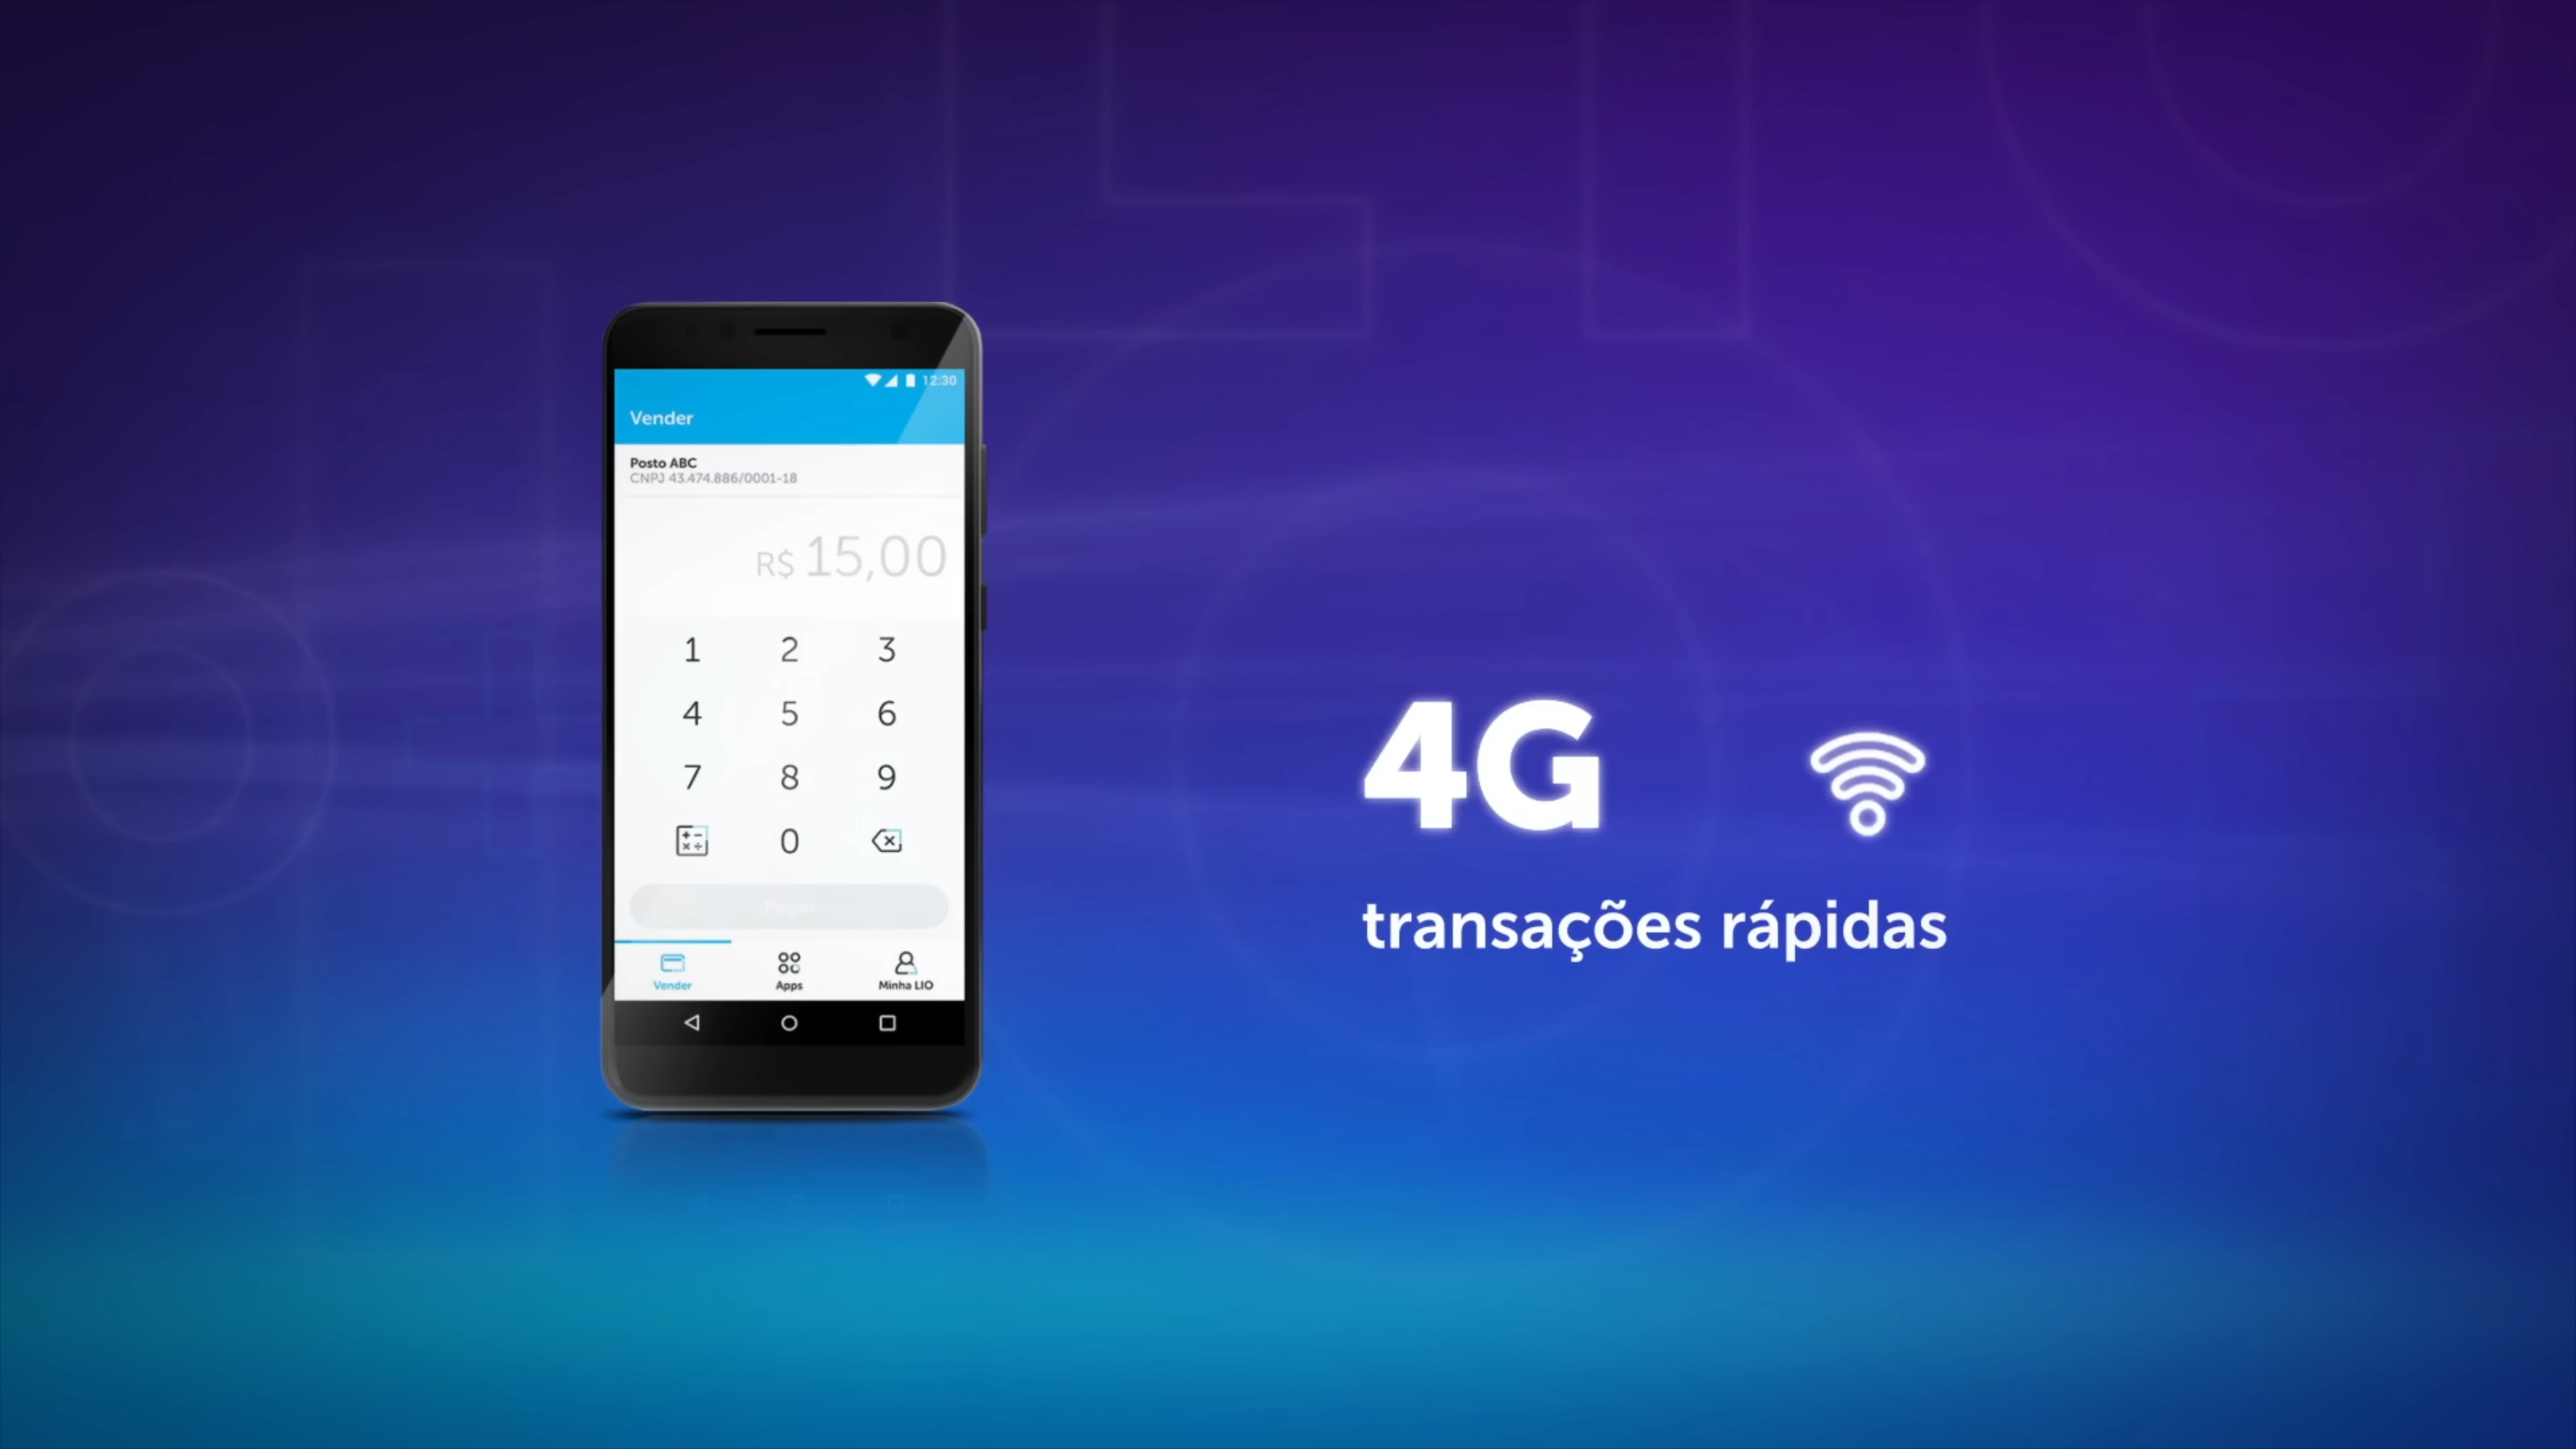 12:30
Vender
Posto ABC
CNPJ 43.474.886/0001-18
R$ 15,00
1 2 3
4 5 6
7 8 9
0
Pagar
Vender Apps Minha LIO
4G
transações rápidas